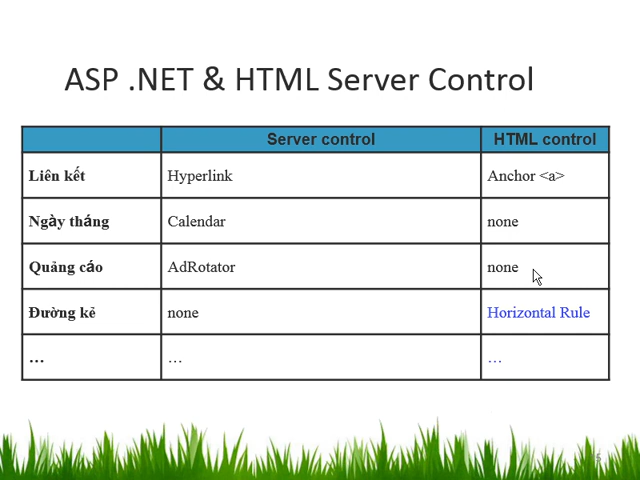 ASP .NET & HTML Server Control
Server control HTML control
Liên kết Hyperlink Anchor <a>
Ngày tháng Calendar none
Quảng cáo AdRotator none
Đường kẻ none Horizontal Rule
... ... ...